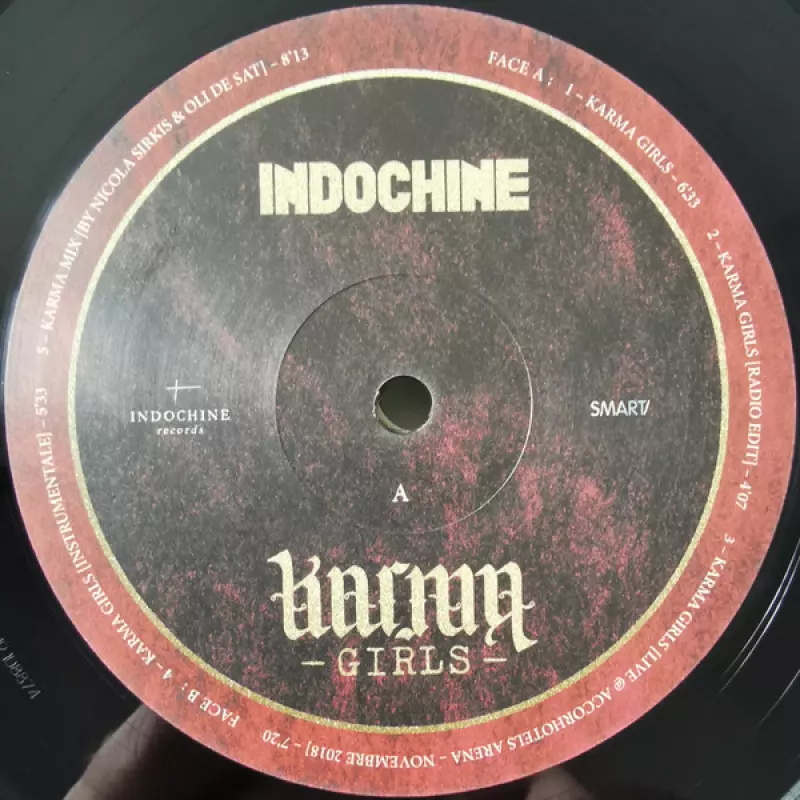 INDOCHINE
INDOCHINE
records
SMART/
A
Karma
- GIRLS -
FACE A : 1 - KARMA GIRLS - 6'33 2 - KARMA GIRLS [RADIO EDIT] - 4'07 3 - KARMA GIRLS [LIVE @ ACCORHOTELS ARENA - NOVEMBRE 2018] - 7'20
FACE B : 4 - KARMA GIRLS [INSTRUMENTALE] - 5'33 5 - KARMA MIX [BY NICOLA SIRKIS & OLI DE SAT] - 8'13